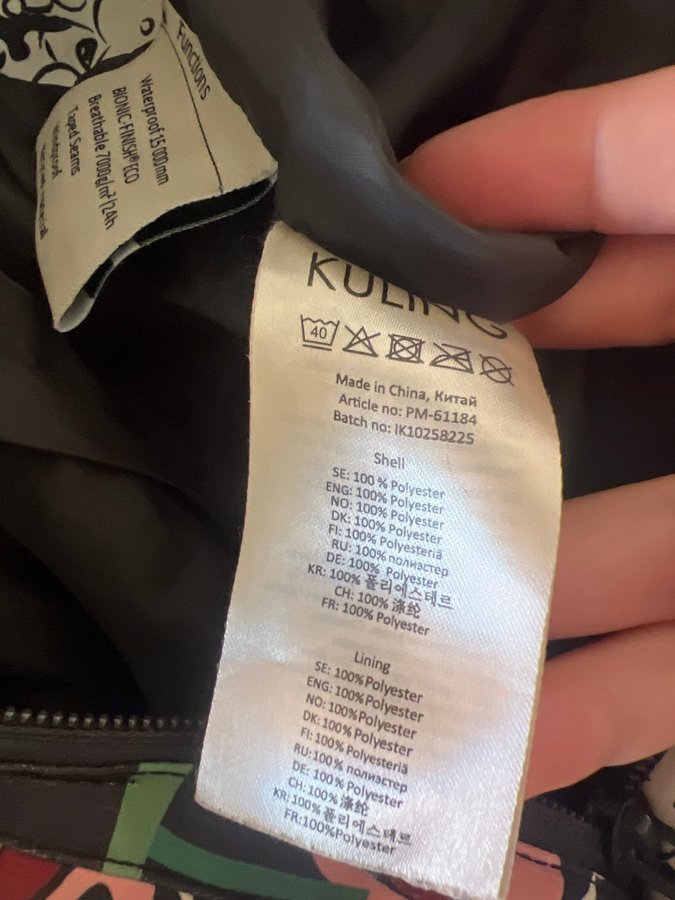 Functions
Waterproof 15 000mm
BIONIC-FINISH®ECO
Breathable 7000g/m²/24h
Taped Seams
Windproof
KULING
40
Made in China, Китай
Article no: PM-61184
Batch no: IK10258225
Shell
SE: 100 % Polyester
ENG: 100% Polyester
NO: 100% Polyester
DK: 100% Polyester
FI: 100% Polyesteriä
RU: 100% полиэстер
DE: 100% Polyester
KR: 100% 폴리에스테르
CH: 100% 涤纶
FR: 100% Polyester
Lining
SE: 100%Polyester
ENG: 100%Polyester
NO: 100%Polyester
DK:100%Polyester
FI: 100%Polyesteriä
RU:100% полиэстер
DE: 100%Polyester
CH:100%涤纶
KR: 100%폴리에스테르
FR:100%Polyester